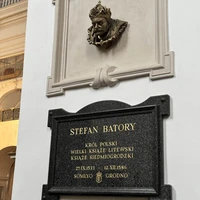 STEFAN BATORY
KRÓL POLSKI
WIELKI KSIĄŻĘ LITEWSKI
KSIĄŻĘ SIEDMIOGRODZKI
27.IX.1533 12.XII.1586
SOMLYO GRODNO